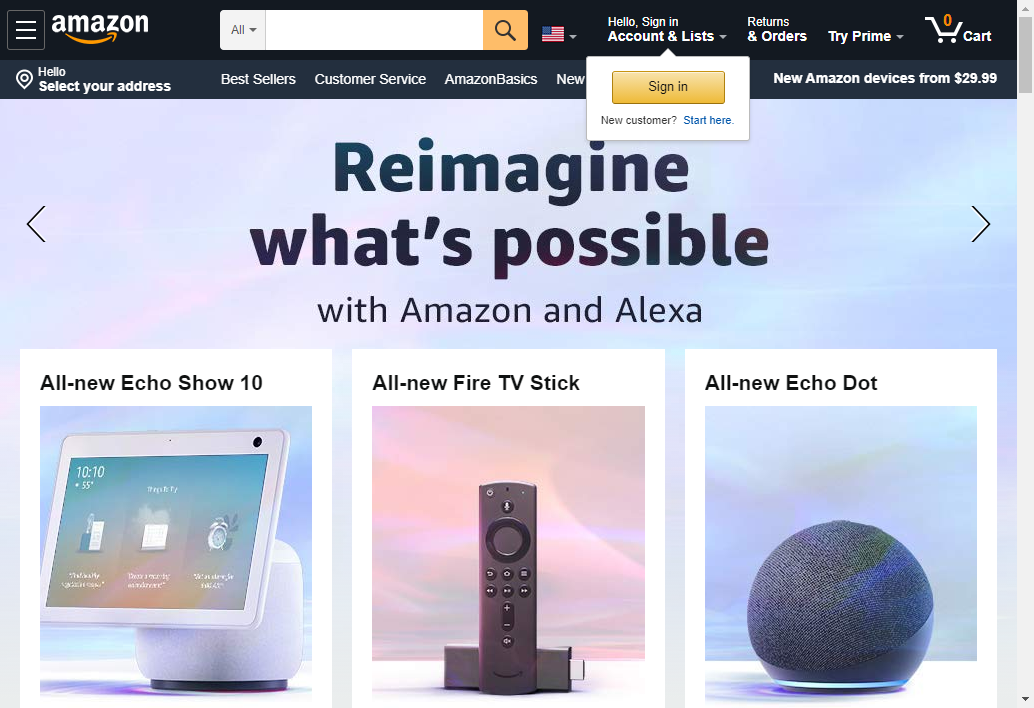 amazon
All
Hello, Sign in
Account & Lists
Returns
& Orders
Try Prime
0
Cart
Hello
Select your address
Best Sellers
Customer Service
AmazonBasics
New
New Amazon devices from $29.99
Sign in
New customer? Start here.
Reimagine
what's possible
with Amazon and Alexa
All-new Echo Show 10
All-new Fire TV Stick
All-new Echo Dot
10:10
55°
Things to Try